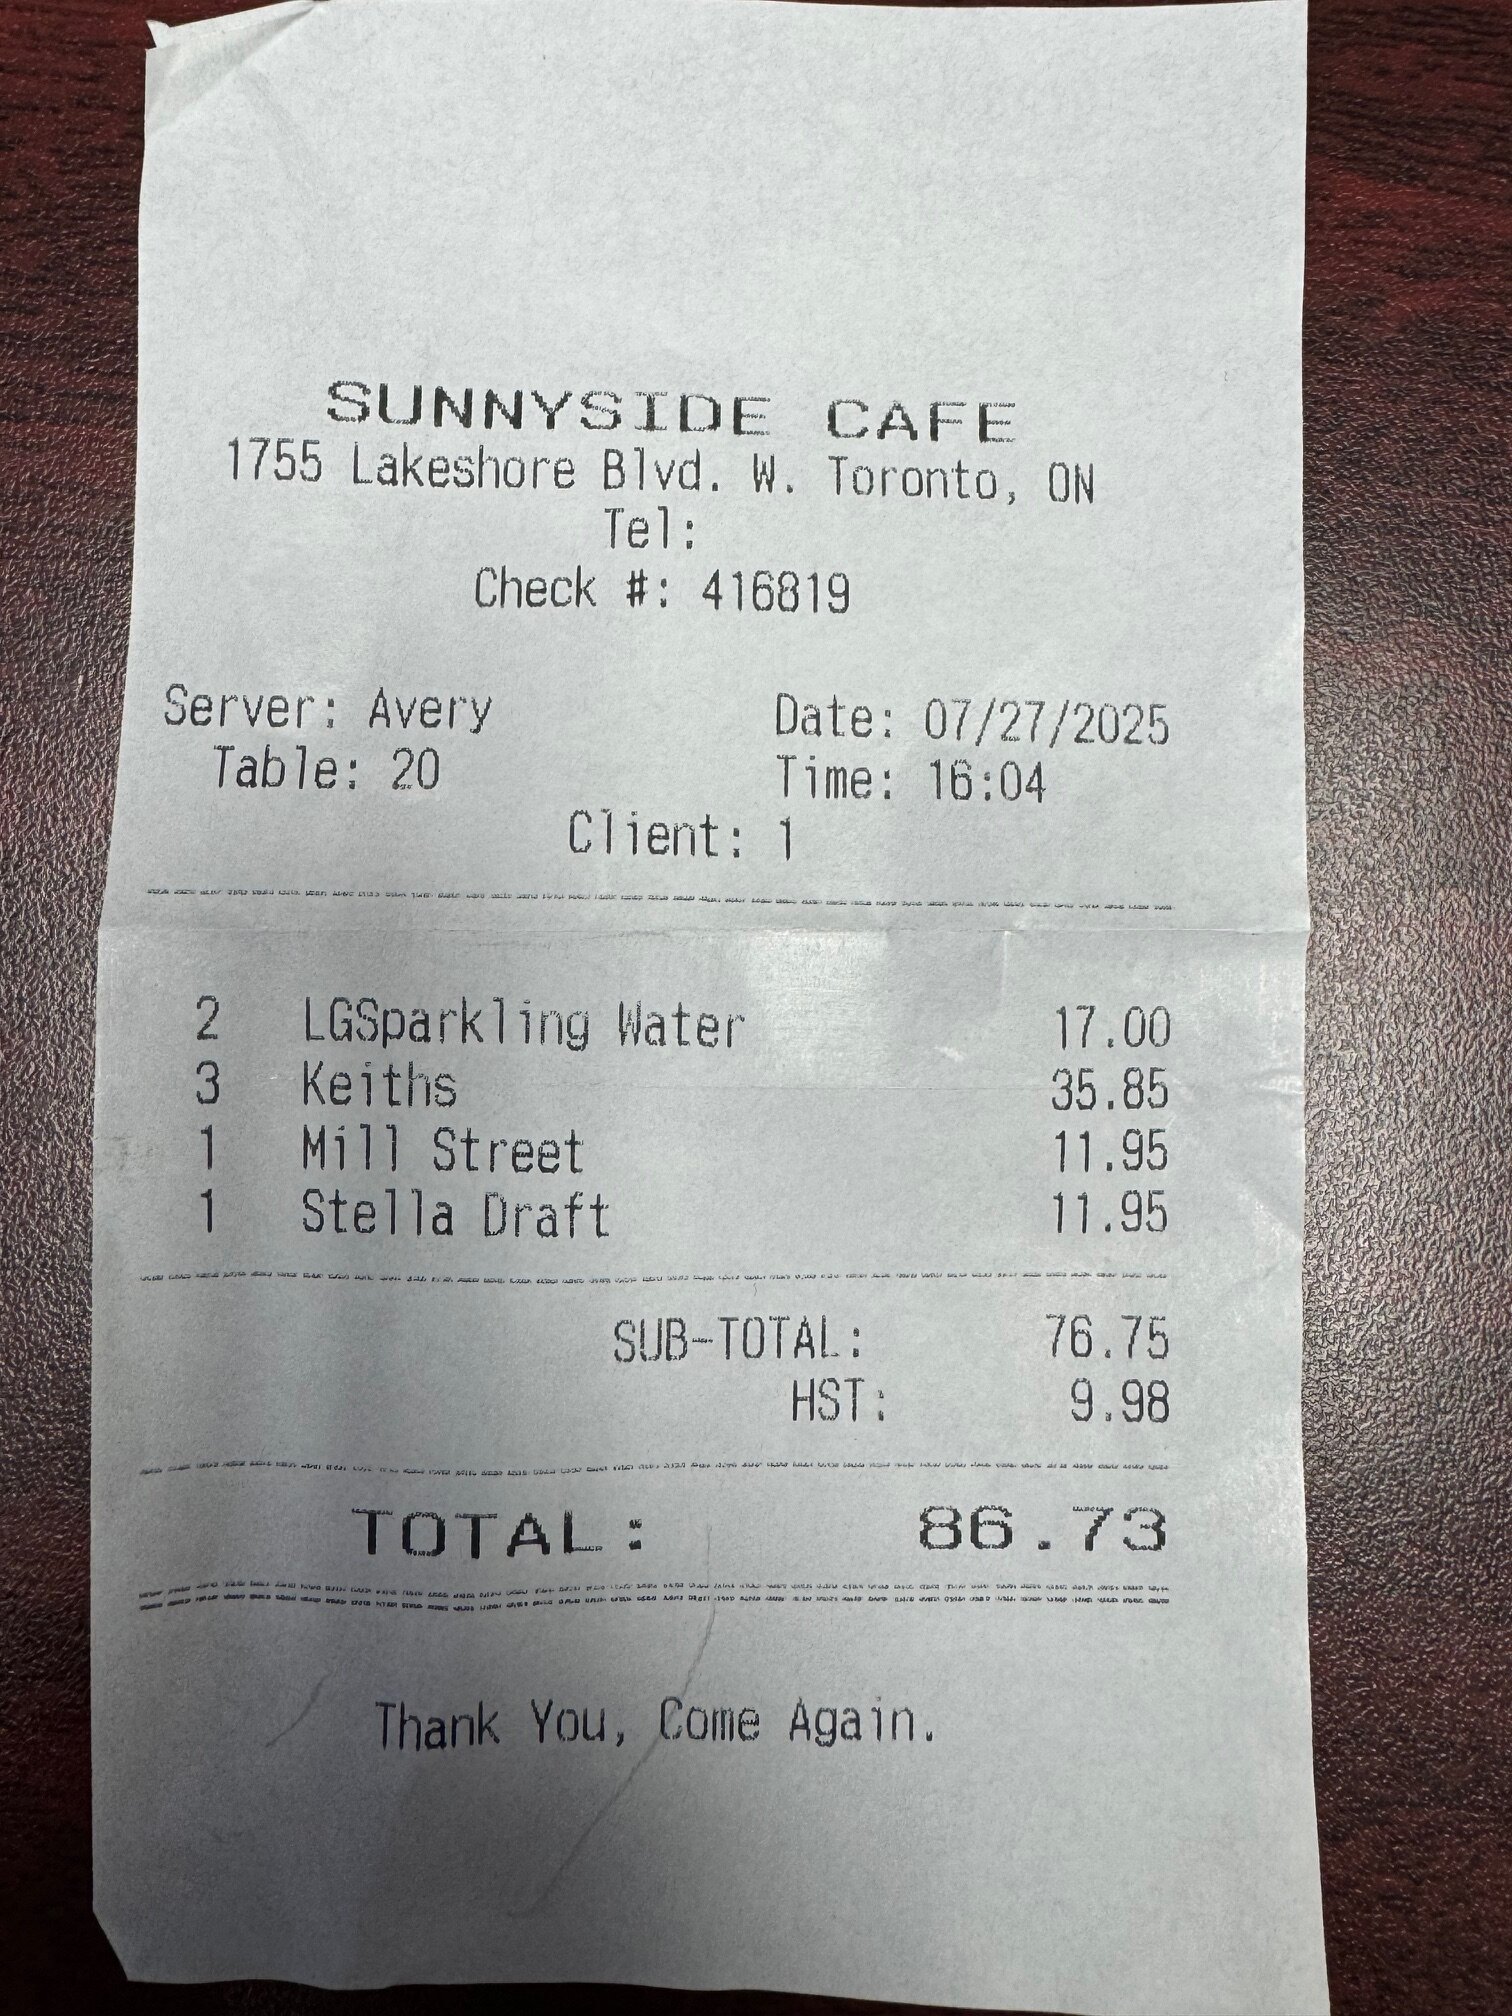 SUNNYSIDE CAFE
1755 Lakeshore Blvd. W. Toronto, ON
Tel:
Check #: 416819
Server: Avery Date: 07/27/2025
Table: 20 Time: 16:04
Client: 1
2 LGSparkling Water 17.00
3 Keiths 35.85
1 Mill Street 11.95
1 Stella Draft 11.95
SUB-TOTAL: 76.75
HST: 9.98
TOTAL: 86.73
Thank You, Come Again.